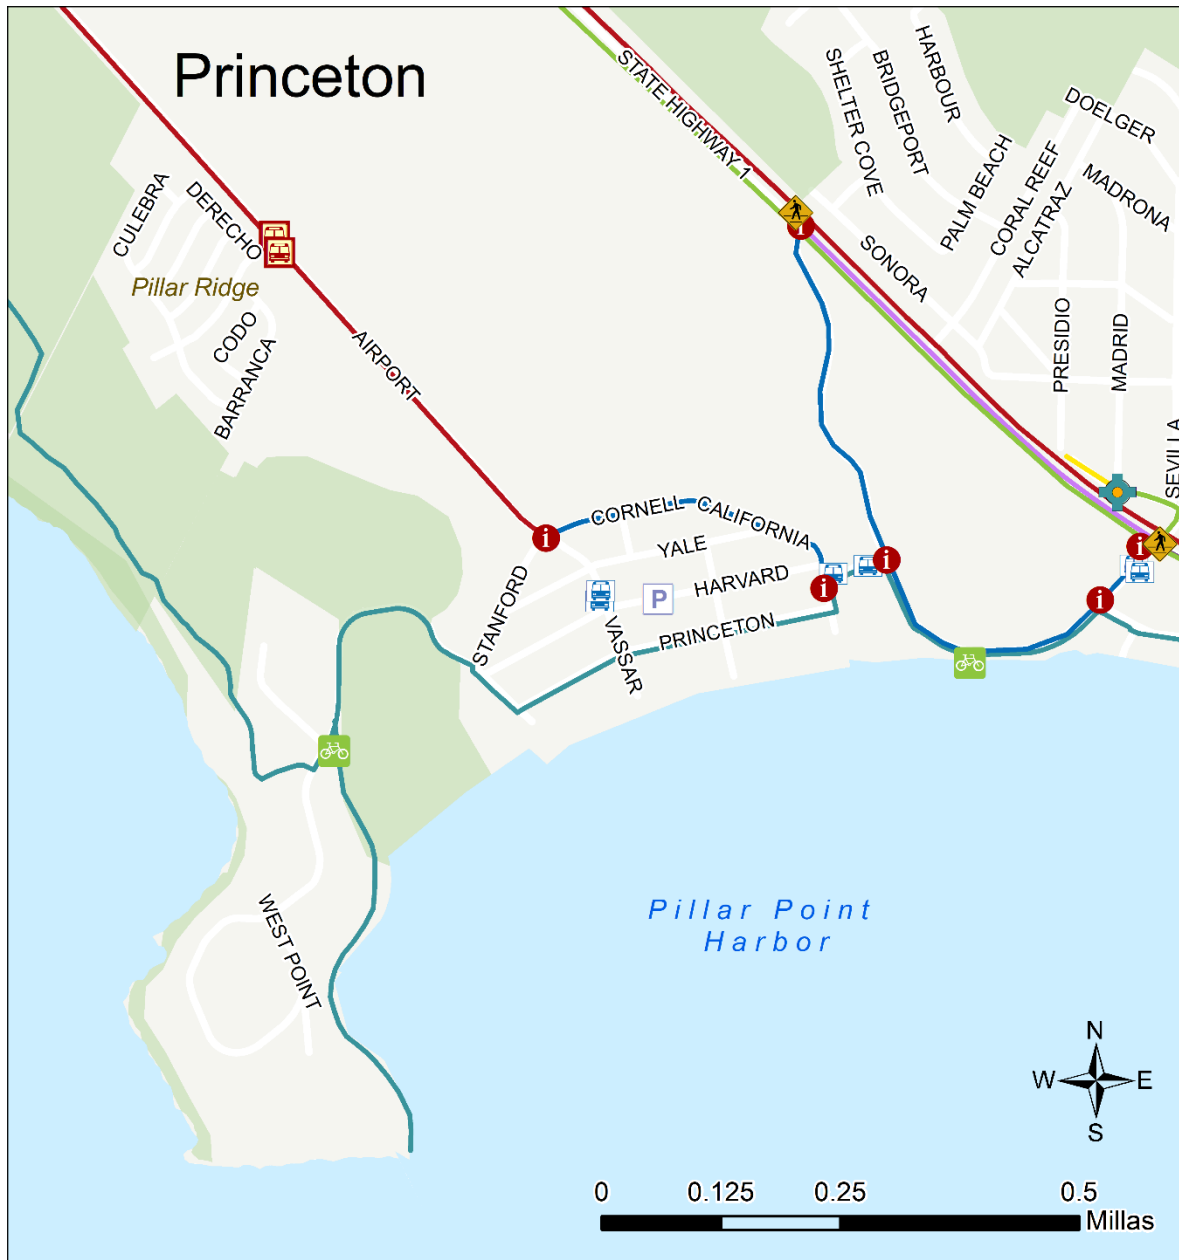 Princeton
STATE HIGHWAY 1
SHELTER COVE
BRIDGEPORT
HARBOUR
DOELGER
PALM BEACH
CORAL REEF
ALCATRAZ
MADRONA
CULEBRA
DERECHO
Pillar Ridge
SONORA
CODO
BARRANCA
AIRPORT
PRESIDIO
MADRID
SEVILLA
i
CORNELL
CALIFORNIA
YALE
i
i
i
STANFORD
HARVARD
P
i
i
VASSAR
PRINCETON
WEST POINT
Pillar Point
Harbor
N
W
E
S
0
0.125
0.25
0.5
Millas